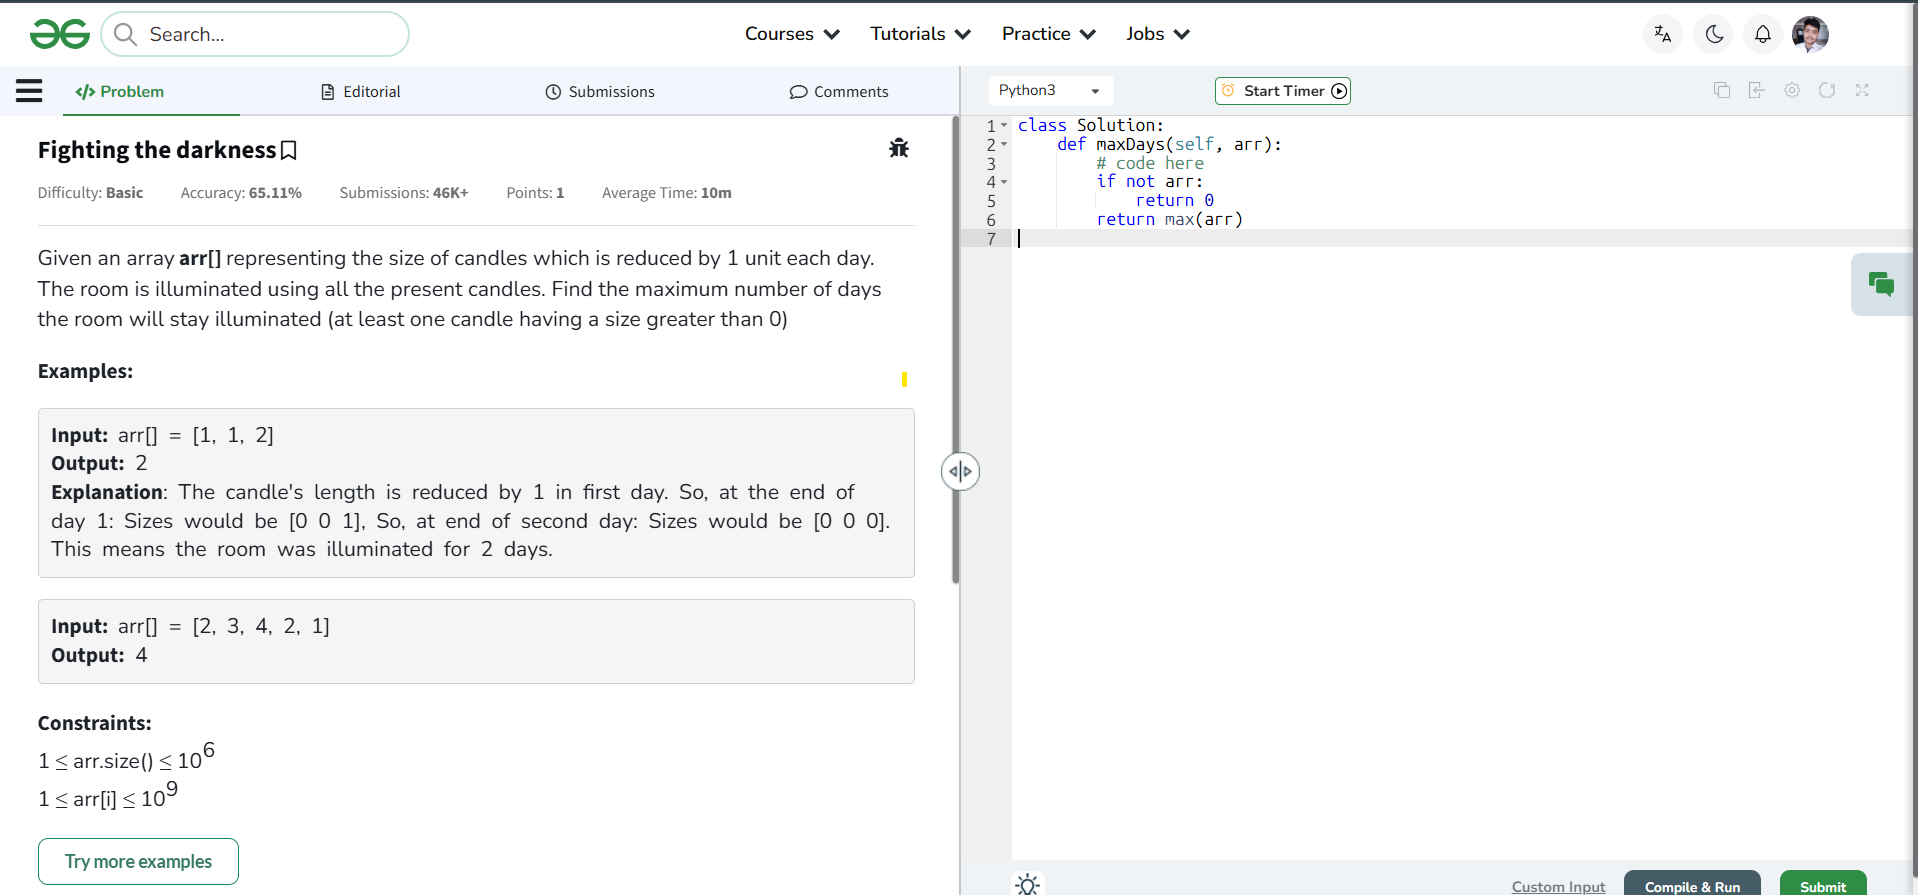 Search...
Courses
Tutorials
Practice
Jobs
</> Problem
Editorial
Submissions
Comments
Python3
Start Timer
Fighting the darkness
Difficulty: Basic Accuracy: 65.11% Submissions: 46K+ Points: 1 Average Time: 10m
Given an array arr[] representing the size of candles which is reduced by 1 unit each day.
The room is illuminated using all the present candles. Find the maximum number of days
the room will stay illuminated (at least one candle having a size greater than 0)
Examples:
Input: arr[] = [1, 1, 2]
Output: 2
Explanation: The candle's length is reduced by 1 in first day. So, at the end of
day 1: Sizes would be [0 0 1], So, at end of second day: Sizes would be [0 0 0].
This means the room was illuminated for 2 days.
Input: arr[] = [2, 3, 4, 2, 1]
Output: 4
Constraints:
1 ≤ arr.size() ≤ 10^6
1 ≤ arr[i] ≤ 10^9
Try more examples
1 class Solution:
2     def maxDays(self, arr):
3         # code here
4         if not arr:
5             return 0
6         return max(arr)
7
Custom Input
Compile & Run
Submit